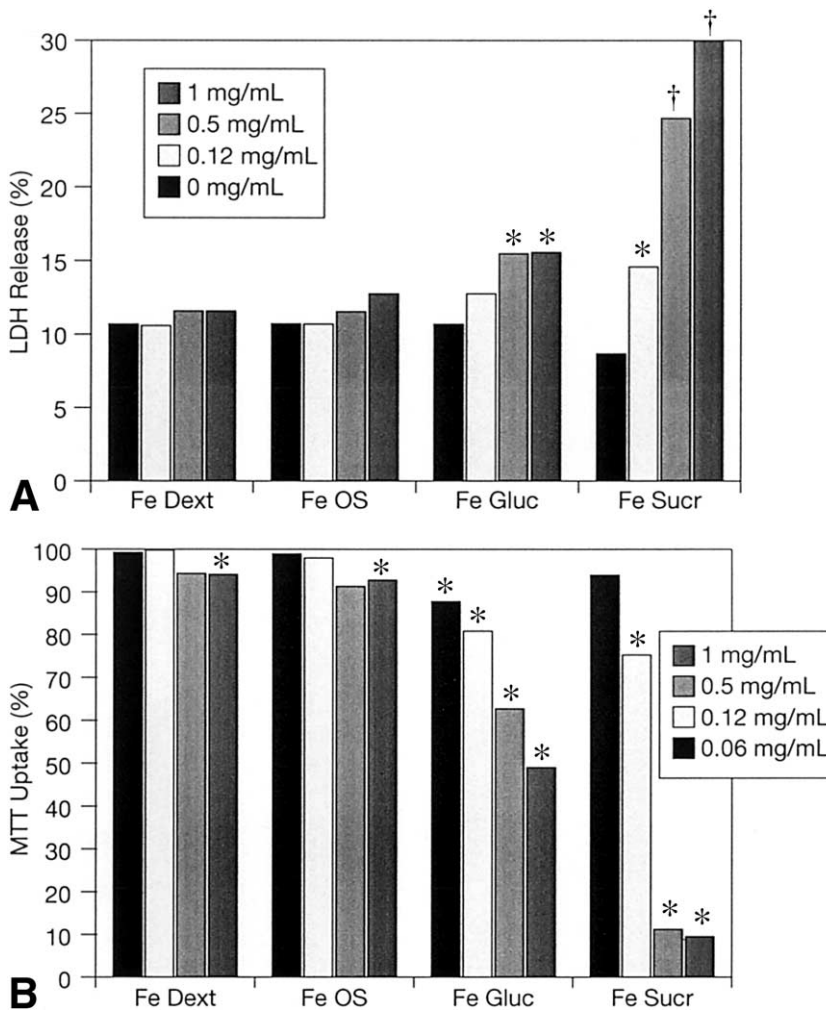 †
30
1 mg/mL
†
25
0.5 mg/mL
0.12 mg/mL
20
0 mg/mL
LDH Release (%)
* * *
15
10
5
0
A
Fe Dext Fe OS Fe Gluc Fe Sucr
100
* *
90
*
80
* *
1 mg/mL
70
0.5 mg/mL
*
0.12 mg/mL
60
0.06 mg/mL
MTT Uptake (%)
*
50
40
30
20
* *
10
0
B
Fe Dext Fe OS Fe Gluc Fe Sucr